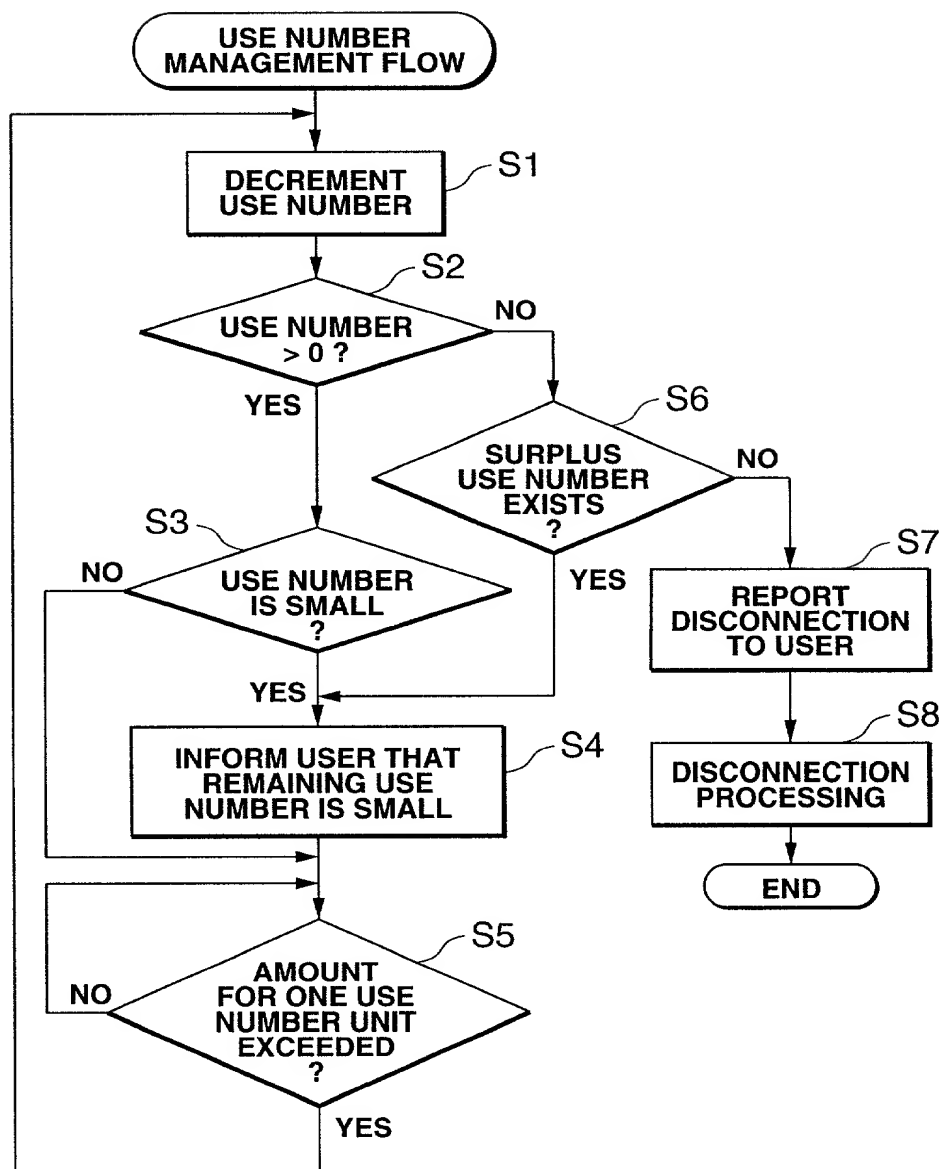 USE NUMBER
MANAGEMENT FLOW
S1
DECREMENT
USE NUMBER
S2
USE NUMBER
> 0 ?
NO
YES
S6
SURPLUS
USE NUMBER
EXISTS
?
NO
YES
S3
USE NUMBER
IS SMALL
?
NO
YES
S7
REPORT
DISCONNECTION
TO USER
S4
INFORM USER THAT
REMAINING USE
NUMBER IS SMALL
S8
DISCONNECTION
PROCESSING
END
S5
AMOUNT
FOR ONE USE
NUMBER UNIT
EXCEEDED
?
NO
YES